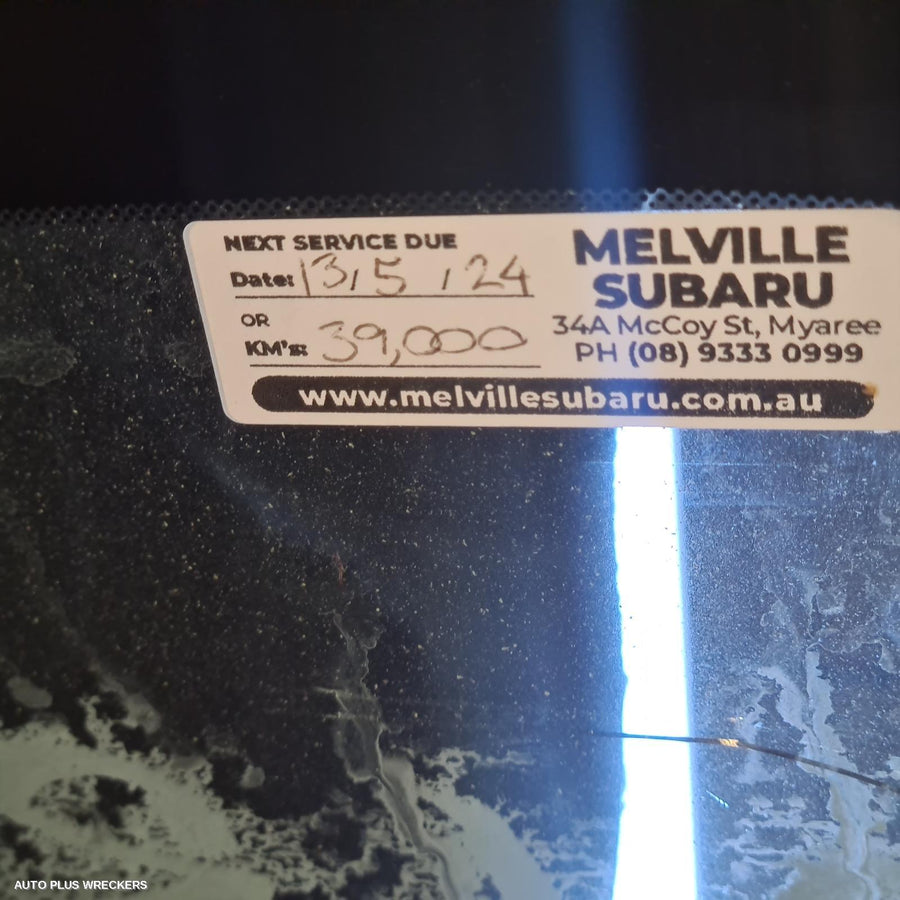 NEXT SERVICE DUE
Date: 13/5/24
OR
KM's: 39,000
MELVILLE
SUBARU
34A McCoy St, Myaree
PH (08) 9333 0999
www.melvillesubaru.com.au
AUTO PLUS WRECKERS